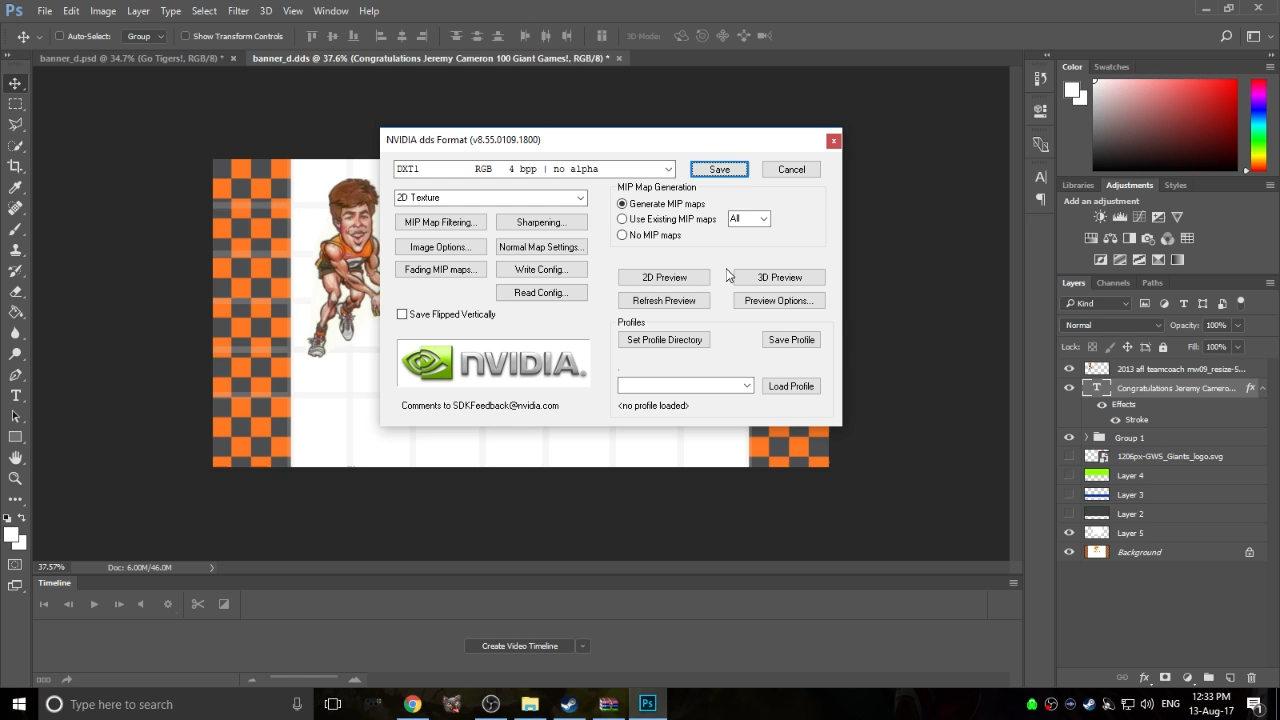 Ps File Edit Image Layer Type Select Filter 3D View Window Help
Auto-Select: Group Show Transform Controls 3D Mode:
banner_d.psd @ 34.7% (Go Tigers!, RGB/8) * × banner_d.dds @ 37.6% (Congratulations Jeremy Cameron 100 Giant Games!, RGB/8) * ×
NVIDIA dds Format (v8.55.0109.1800)
DXT1 RGB 4 bpp | no alpha
Save
Cancel
2D Texture
MIP Map Filtering...
Sharpening...
Image Options...
Normal Map Settings...
Fading MIP maps...
Write Config...
Read Config...
Save Flipped Vertically
NVIDIA.
Comments to SDKFeedback@nvidia.com
MIP Map Generation
Generate MIP maps
Use Existing MIP maps All
No MIP maps
2D Preview
3D Preview
Refresh Preview
Preview Options...
Profiles
Set Profile Directory
Save Profile
.
Load Profile
<no profile loaded>
Color Swatches
Libraries Adjustments Styles
Add an adjustment
Layers Channels Paths
Kind
Normal Opacity: 100%
Lock: Fill: 100%
2013 afl teamcoach mw09_resize-5...
Congratulations Jeremy Camero... fx
Effects
Stroke
Group 1
1206px-GWS_Giants_logo.svg
Layer 4
Layer 3
Layer 2
Layer 5
Background
37.57% Doc: 6.00M/46.0M
Timeline
Create Video Timeline
Type here to search
Ps
ENG
12:33 PM
13-Aug-17